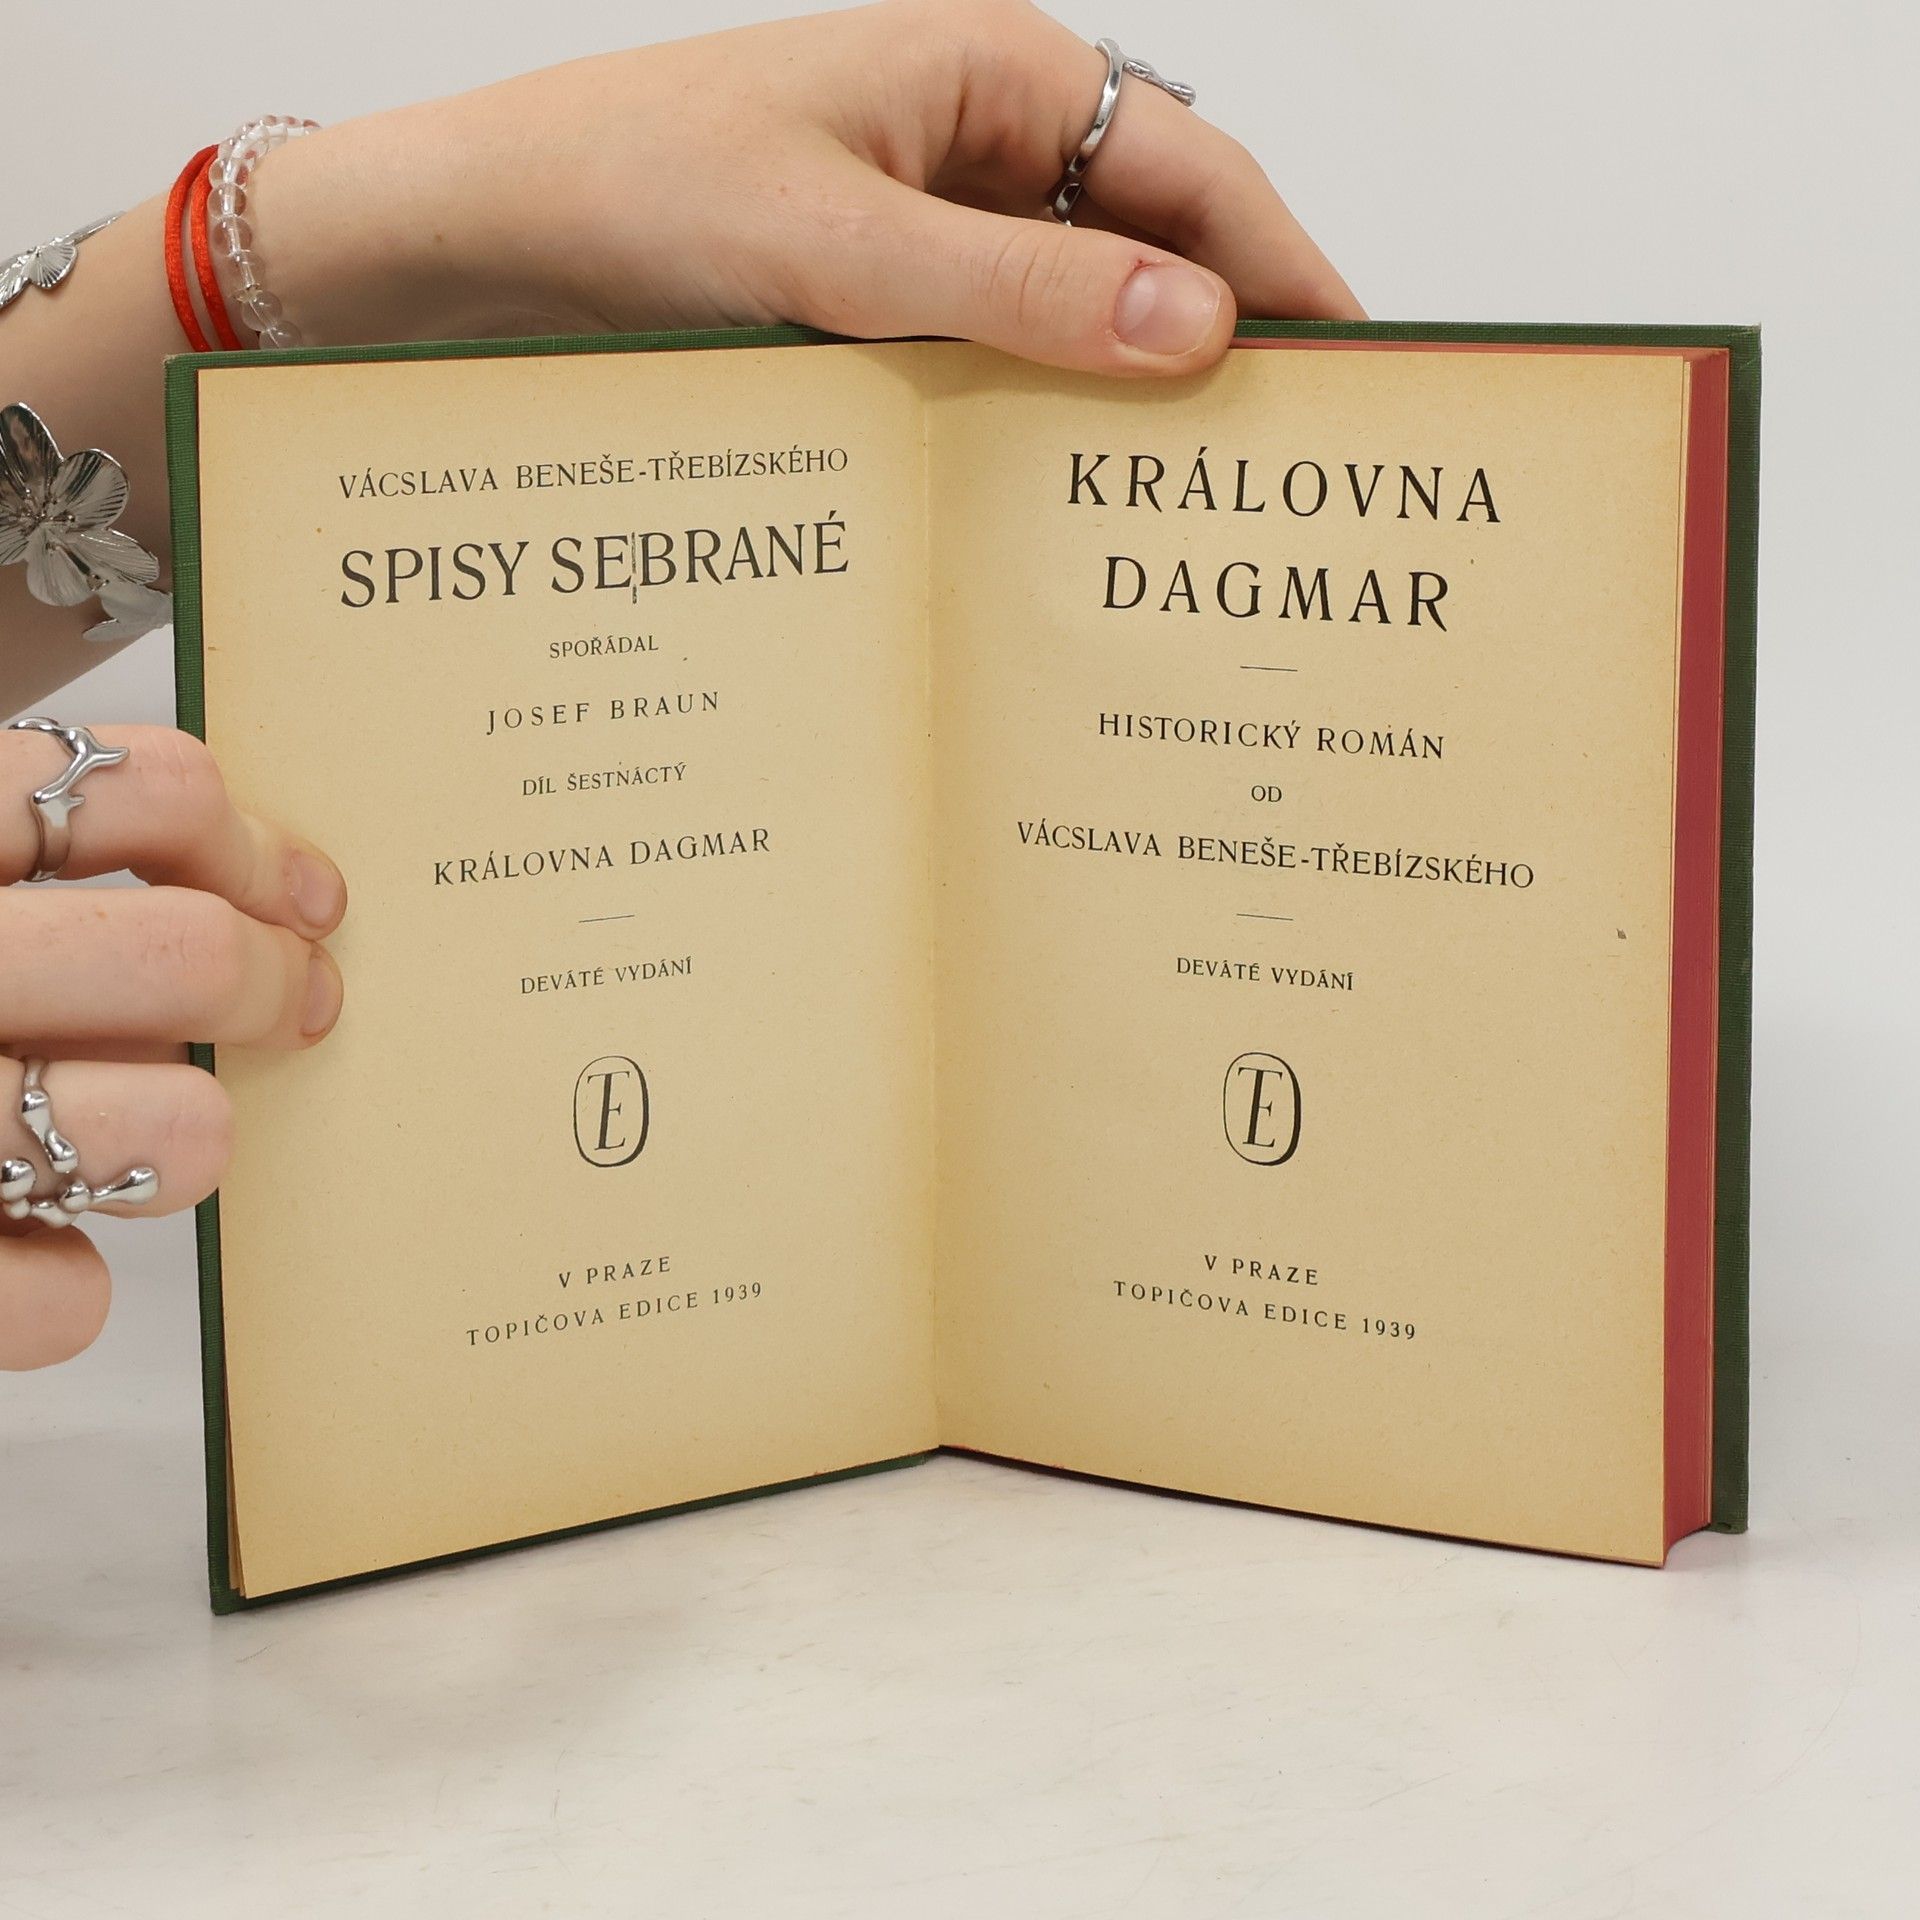 VÁCSLAVA BENEŠE-TŘEBÍZSKÉHO
SPISY SEBRANÉ
SPOŘÁDAL
JOSEF BRAUN
DÍL ŠESTNÁCTÝ
KRÁLOVNA DAGMAR
DEVÁTÉ VYDÁNÍ
TE
V PRAZE
TOPIČOVA EDICE 1939
KRÁLOVNA
DAGMAR
HISTORICKÝ ROMÁN
OD
VÁCSLAVA BENEŠE-TŘEBÍZSKÉHO
DEVÁTÉ VYDÁNÍ
TE
V PRAZE
TOPIČOVA EDICE 1939